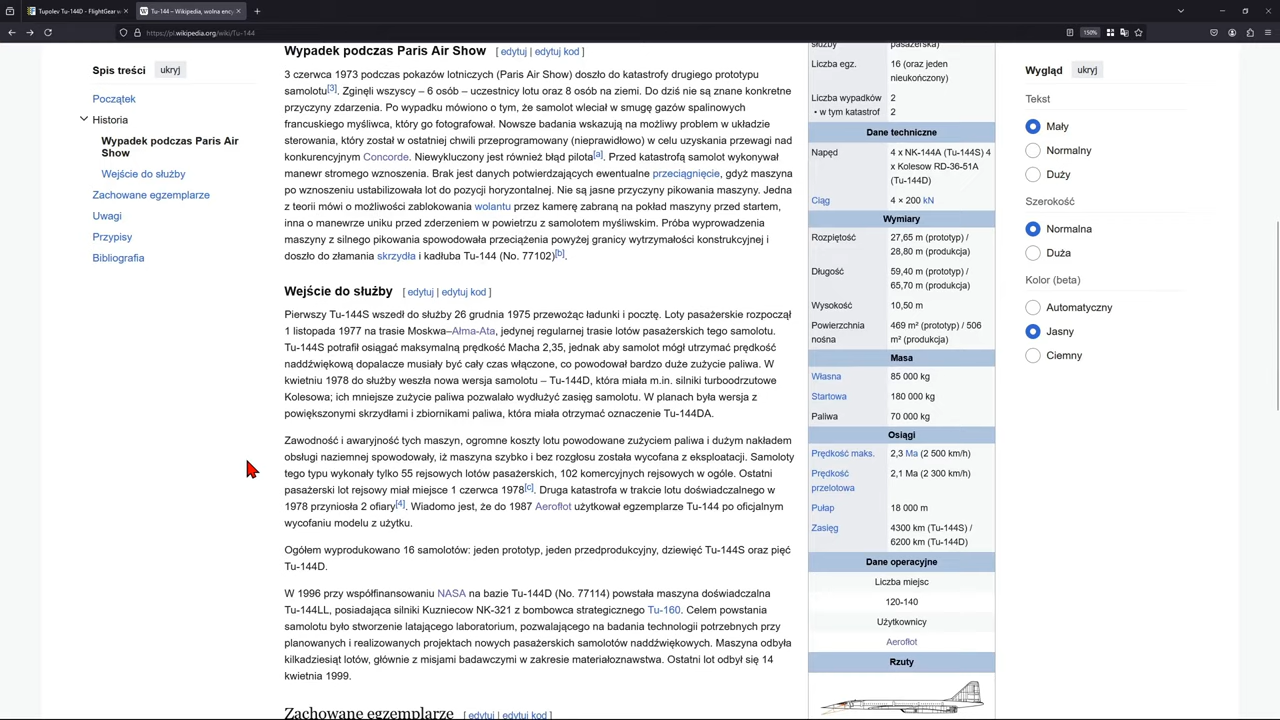 Tupolev Tu-144D - FlightGear w
Tu-144 – Wikipedia, wolna ency
https://pl.wikipedia.org/wiki/Tu-144
150%
Spis treści
ukryj
Początek
Historia
Wypadek podczas Paris Air
Show
Wejście do służby
Zachowane egzemplarze
Uwagi
Przypisy
Bibliografia
Wypadek podczas Paris Air Show [ edytuj | edytuj kod ]
3 czerwca 1973 podczas pokazów lotniczych (Paris Air Show) doszło do katastrofy drugiego prototypu
samolotu[3]. Zginęli wszyscy – 6 osób – uczestnicy lotu oraz 8 osób na ziemi. Do dziś nie są znane konkretne
przyczyny zdarzenia. Po wypadku mówiono o tym, że samolot wleciał w smugę gazów spalinowych
francuskiego myśliwca, który go fotografował. Nowsze badania wskazują na możliwy problem w układzie
sterowania, który został w ostatniej chwili przeprogramowany (nieprawidłowo) w celu uzyskania przewagi nad
konkurencyjnym Concorde. Niewykluczony jest również błąd pilota[a]. Przed katastrofą samolot wykonywał
manewr stromego wznoszenia. Brak jest danych potwierdzających ewentualne przeciągnięcie, gdyż maszyna
po wznoszeniu ustabilizowała lot do pozycji horyzontalnej. Nie są jasne przyczyny pikowania maszyny. Jedna
z teorii mówi o możliwości zablokowania wolantu przez kamerę zabraną na pokład maszyny przed startem,
inna o manewrze uniku przed zderzeniem w powietrzu z samolotem myśliwskim. Próba wyprowadzenia
maszyny z silnego pikowania spowodowała przeciążenia powyżej granicy wytrzymałości konstrukcyjnej i
doszło do złamania skrzydła i kadłuba Tu-144 (No. 77102)[b].
Wejście do służby [ edytuj | edytuj kod ]
Pierwszy Tu-144S wszedł do służby 26 grudnia 1975 przewożąc ładunki i pocztę. Loty pasażerskie rozpoczął
1 listopada 1977 na trasie Moskwa–Ałma-Ata, jedynej regularnej trasie lotów pasażerskich tego samolotu.
Tu-144S potrafił osiągać maksymalną prędkość Macha 2,35, jednak aby samolot mógł utrzymać prędkość
naddźwiękową dopalacze musiały być cały czas włączone, co powodował bardzo duże zużycie paliwa. W
kwietniu 1978 do służby weszła nowa wersja samolotu – Tu-144D, która miała m.in. silniki turboodrzutowe
Kolesowa; ich mniejsze zużycie paliwa pozwalało wydłużyć zasięg samolotu. W planach była wersja z
powiększonymi skrzydłami i zbiornikami paliwa, która miała otrzymać oznaczenie Tu-144DA.
Zawodność i awaryjność tych maszyn, ogromne koszty lotu powodowane zużyciem paliwa i dużym nakładem
obsługi naziemnej spowodowały, iż maszyna szybko i bez rozgłosu została wycofana z eksploatacji. Samoloty
tego typu wykonały tylko 55 rejsowych lotów pasażerskich, 102 komercyjnych rejsowych w ogóle. Ostatni
pasażerski lot rejsowy miał miejsce 1 czerwca 1978[c]. Druga katastrofa w trakcie lotu doświadczalnego w
1978 przyniosła 2 ofiary[4]. Wiadomo jest, że do 1987 Aerofłot użytkował egzemplarze Tu-144 po oficjalnym
wycofaniu modelu z użytku.
Ogółem wyprodukowano 16 samolotów: jeden prototyp, jeden przedprodukcyjny, dziewięć Tu-144S oraz pięć
Tu-144D.
W 1996 przy współfinansowaniu NASA na bazie Tu-144D (No. 77114) powstała maszyna doświadczalna
Tu-144LL, posiadająca silniki Kuzniecow NK-321 z bombowca strategicznego Tu-160. Celem powstania
samolotu było stworzenie latającego laboratorium, pozwalającego na badania technologii potrzebnych przy
planowanych i realizowanych projektach nowych pasażerskich samolotów naddźwiękowych. Maszyna odbyła
kilkadziesiąt lotów, głównie z misjami badawczymi w zakresie materiałoznawstwa. Ostatni lot odbył się 14
kwietnia 1999.
Zachowane egzemplarze [ edytuj | edytuj kod ]
służby pasażerska)
Liczba egz. 16 (oraz jeden
nieukończony)
Liczba wypadków 2
• w tym katastrof 2
Dane techniczne
Napęd 4 x NK-144A (Tu-144S) 4
x Kolesow RD-36-51A
(Tu-144D)
Ciąg 4 × 200 kN
Wymiary
Rozpiętość 27,65 m (prototyp) /
28,80 m (produkcja)
Długość 59,40 m (prototyp) /
65,70 m (produkcja)
Wysokość 10,50 m
Powierzchnia 469 m² (prototyp) / 506
nośna m² (produkcja)
Masa
Własna 85 000 kg
Startowa 180 000 kg
Paliwa 70 000 kg
Osiągi
Prędkość maks. 2,3 Ma (2 500 km/h)
Prędkość 2,1 Ma (2 300 km/h)
przelotowa
Pułap 18 000 m
Zasięg 4300 km (Tu-144S) /
6200 km (Tu-144D)
Dane operacyjne
Liczba miejsc
120-140
Użytkownicy
Aerofłot
Rzuty
Wygląd
ukryj
Tekst
Mały
Normalny
Duży
Szerokość
Normalna
Duża
Kolor (beta)
Automatyczny
Jasny
Ciemny